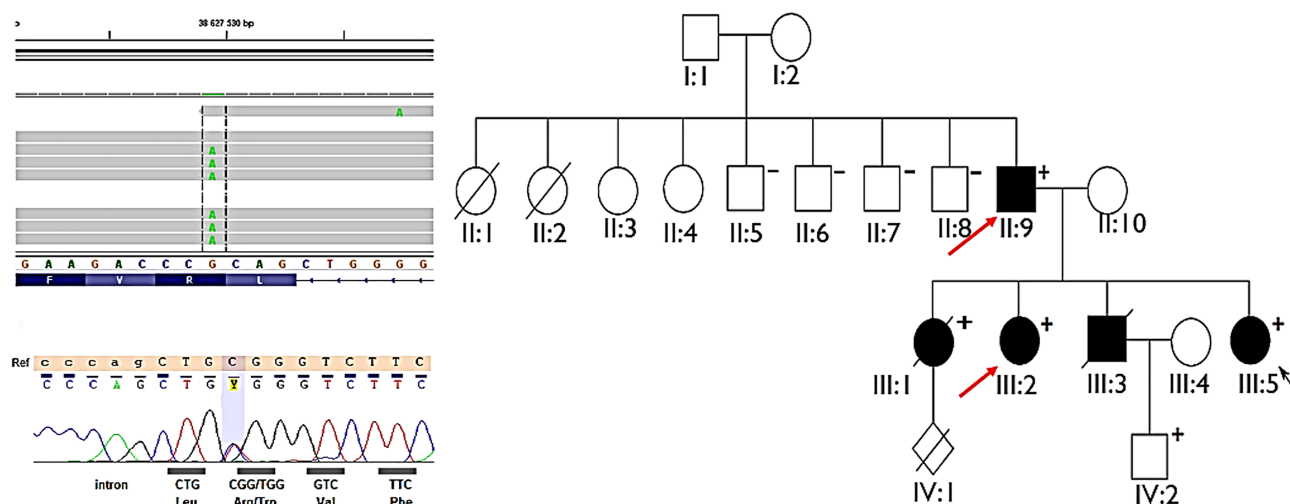 38 627 530 bp
A
A
A
A
A
A
A
G A A G A C C C G C A G C T G G G G
F V R L
Ref c c c a g C T G C G G G T C T T C
C C C A G C T G Y G G G T C T T C
intron CTG CGG/TGG GTC TTC
Leu Arg/Trp Val Phe
I:1 I:2
- - - - +
II:1 II:2 II:3 II:4 II:5 II:6 II:7 II:8 II:9 II:10
+ + +
III:1 III:2 III:3 III:4 III:5
+
IV:1 IV:2